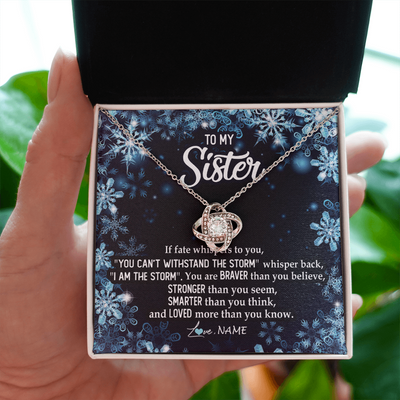 TO MY
Sister
If fate whispers to you,
"YOU CAN'T WITHSTAND THE STORM" whisper back,
"I AM THE STORM". You are BRAVER than you believe,
STRONGER than you seem,
SMARTER than you think,
and LOVED more than you know.
Love, NAME